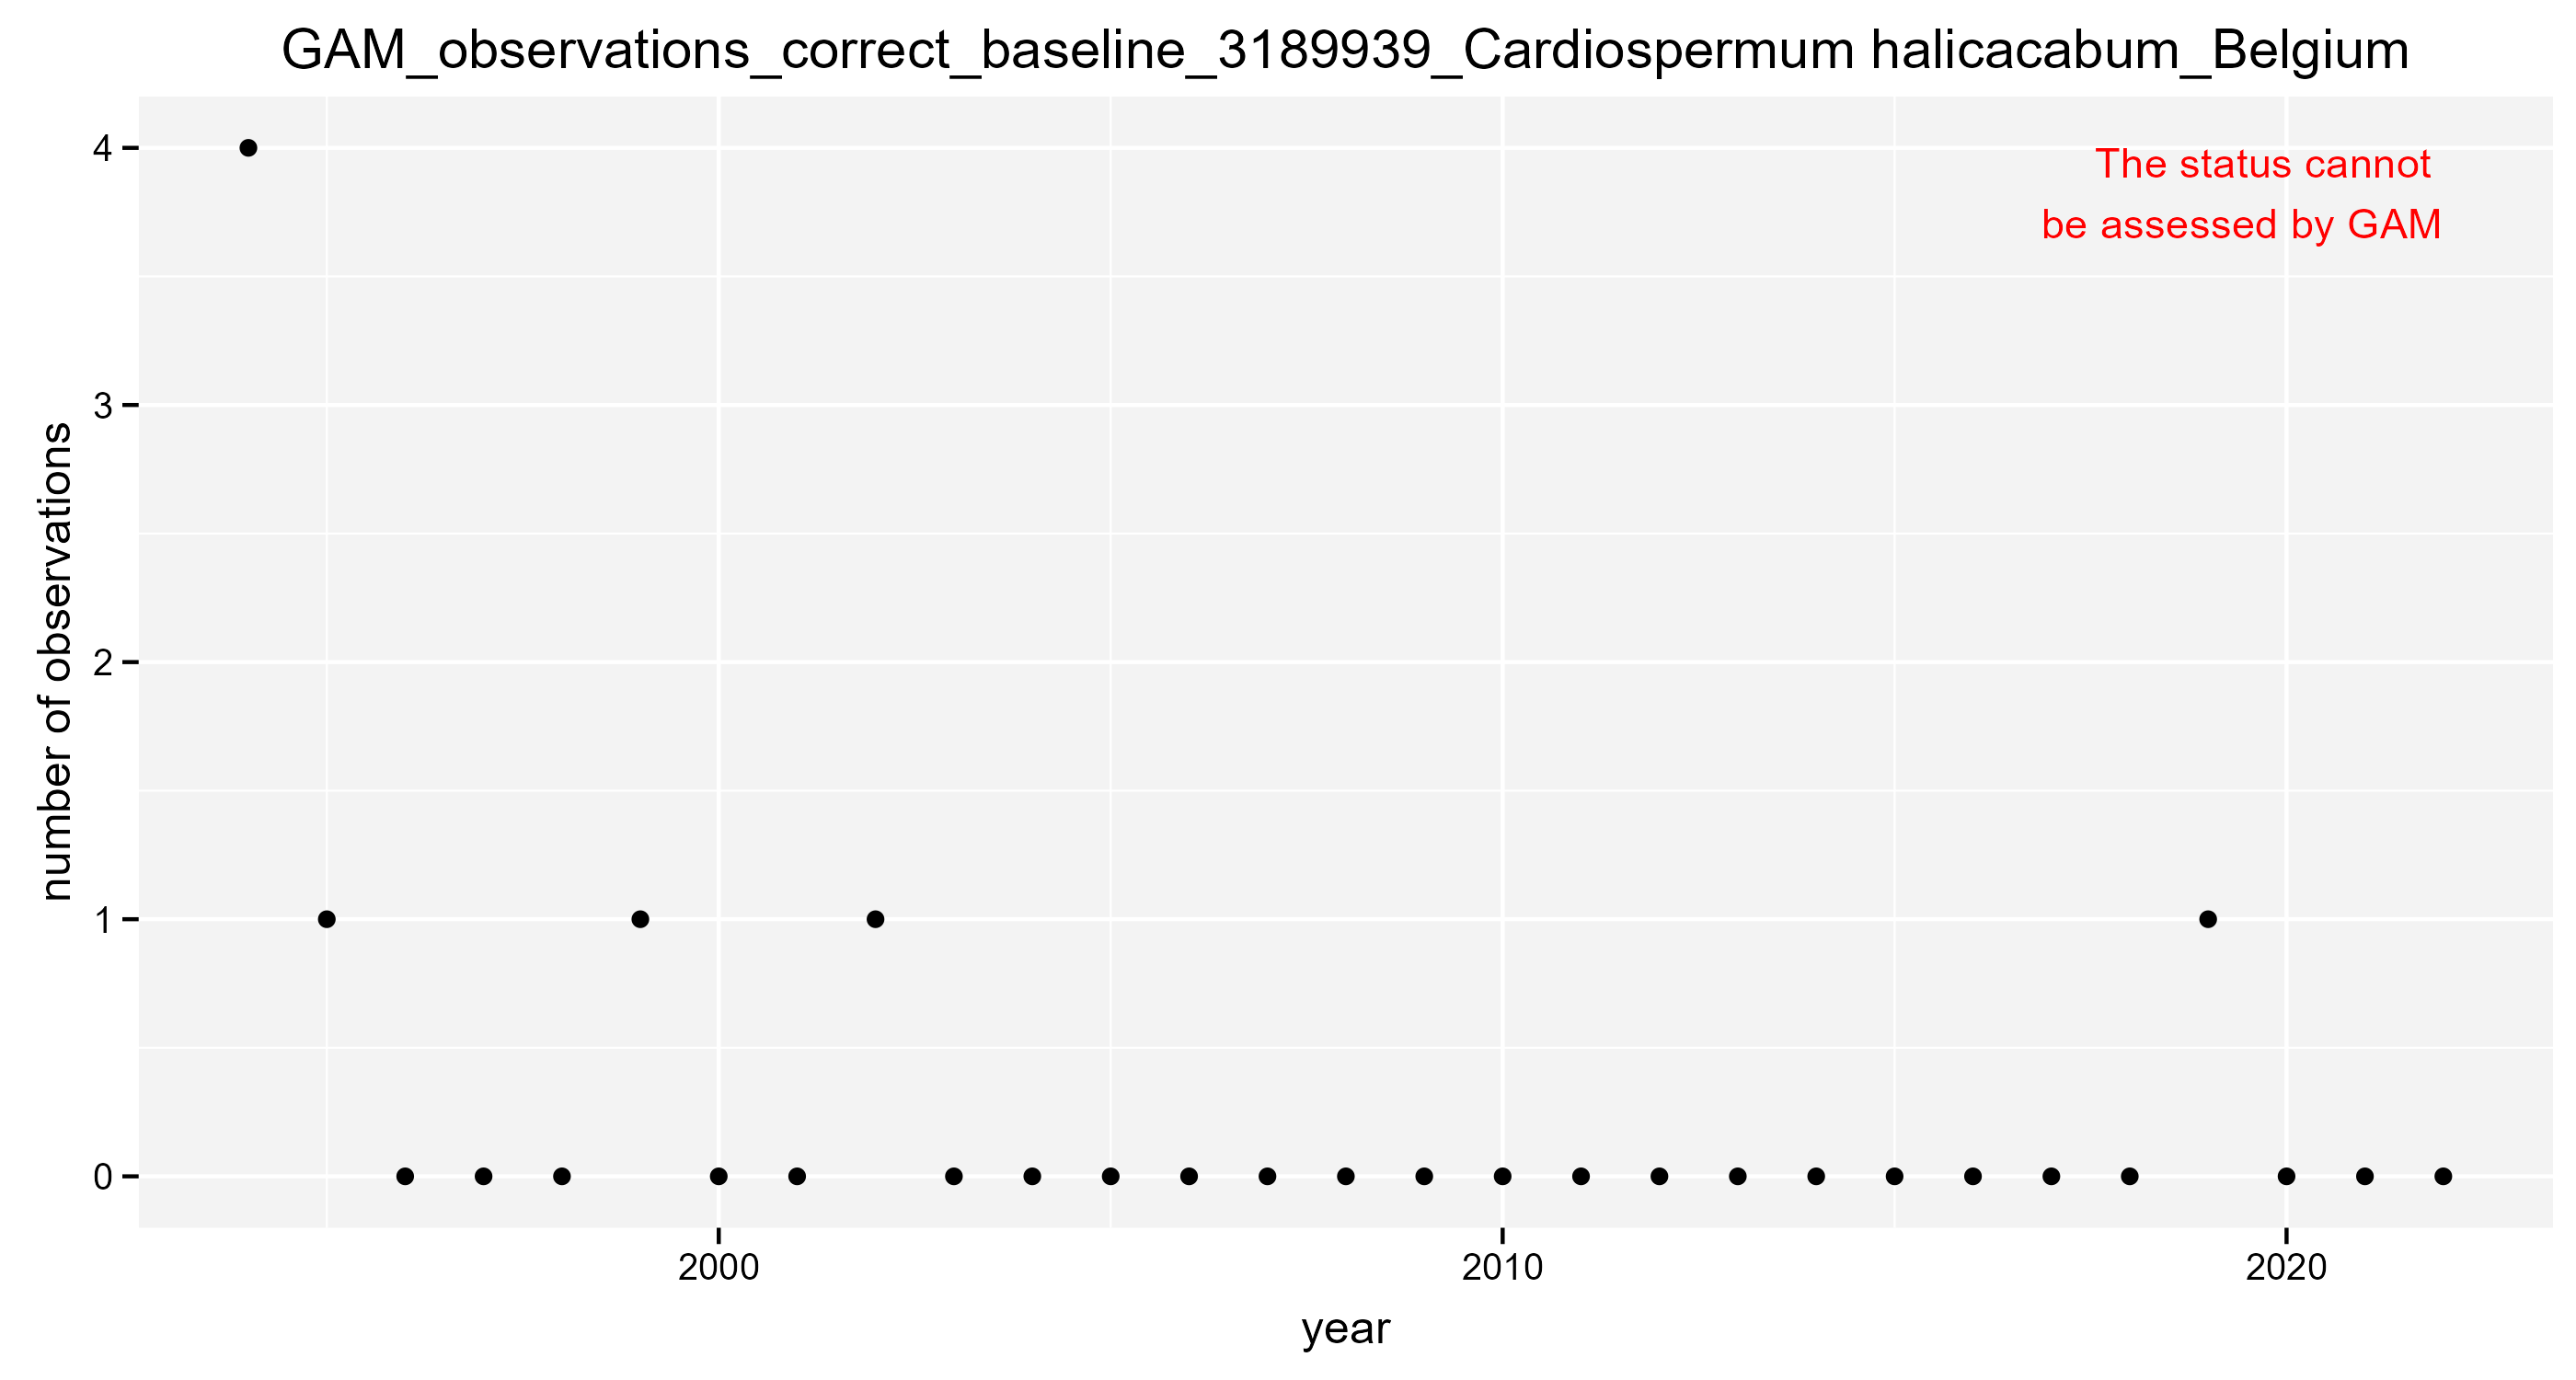 GAM_observations_correct_baseline_3189939_Cardiospermum halicacabum_Belgium
The status cannot
be assessed by GAM
number of observations
4
3
2
1
0
2000
2010
2020
year